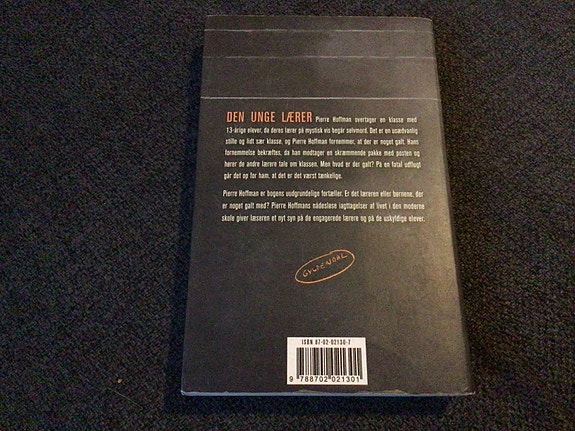 DEN UNGE LÆRER Pierre Hoffman overtager en klasse med
13-årige elever, da deres lærer på mystisk vis begår selvmord. Det er en usædvanlig
stille og lidt sær klasse, og Pierre Hoffman fornemmer, at der er noget galt. Hans
fornemmelse bekræftes, da han modtager en skræmmende pakke med posten og
hører de andre lærere tale om klassen. Men hvad er der galt? På en fatal udflugt
går det op for ham, at det er det værst tænkelige.
Pierre Hoffman er bogens uudgrundelige fortæller. Er det læreren eller børnene, der
er noget galt med? Pierre Hoffmans nådesløse iagttagelser af livet i den moderne
skole giver læseren et nyt syn på de engagerede lærere og på de uskyldige elever.
GYLDENDAL
ISBN 87-02-02130-7
9 788702 021301